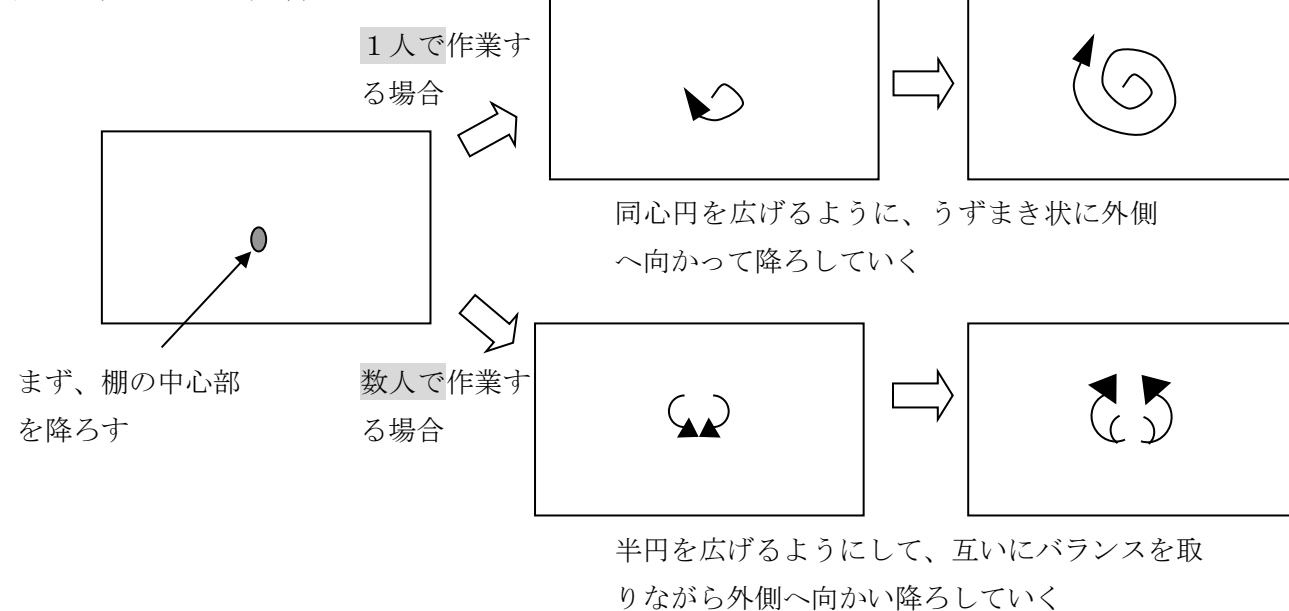 １人で作業す
る場合
同心円を広げるように、うずまき状に外側
へ向かって降ろしていく
まず、棚の中心部
を降ろす
数人で作業す
る場合
半円を広げるようにして、互いにバランスを取
りながら外側へ向かい降ろしていく